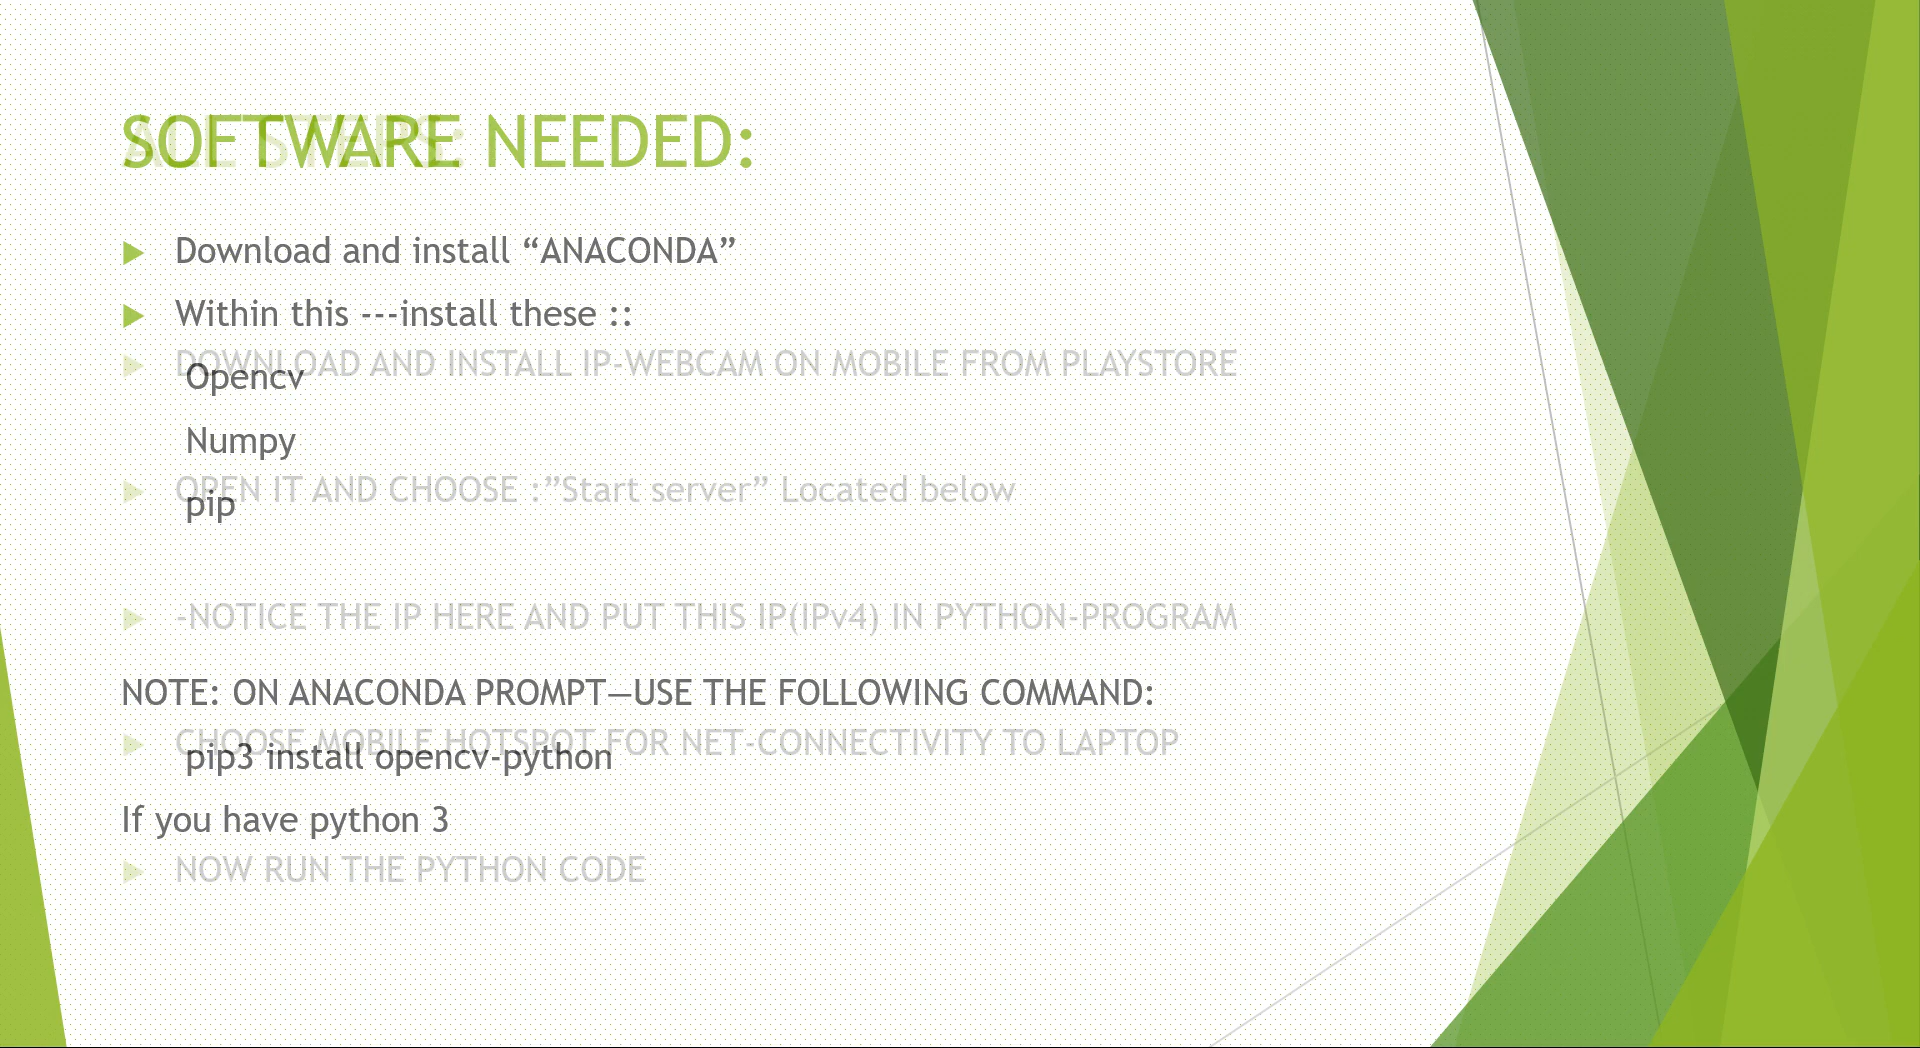 SOFTWARE NEEDED:
ALL STEPS:
Download and install “ANACONDA”
Within this ---install these ::
DOWNLOAD AND INSTALL IP-WEBCAM ON MOBILE FROM PLAYSTORE
Opencv
Numpy
OPEN IT AND CHOOSE :”Start server” Located below
pip
-NOTICE THE IP HERE AND PUT THIS IP(IPv4) IN PYTHON-PROGRAM
NOTE: ON ANACONDA PROMPT—USE THE FOLLOWING COMMAND:
CHOOSE MOBILE HOTSPOT FOR NET-CONNECTIVITY TO LAPTOP
pip3 install opencv-python
If you have python 3
NOW RUN THE PYTHON CODE